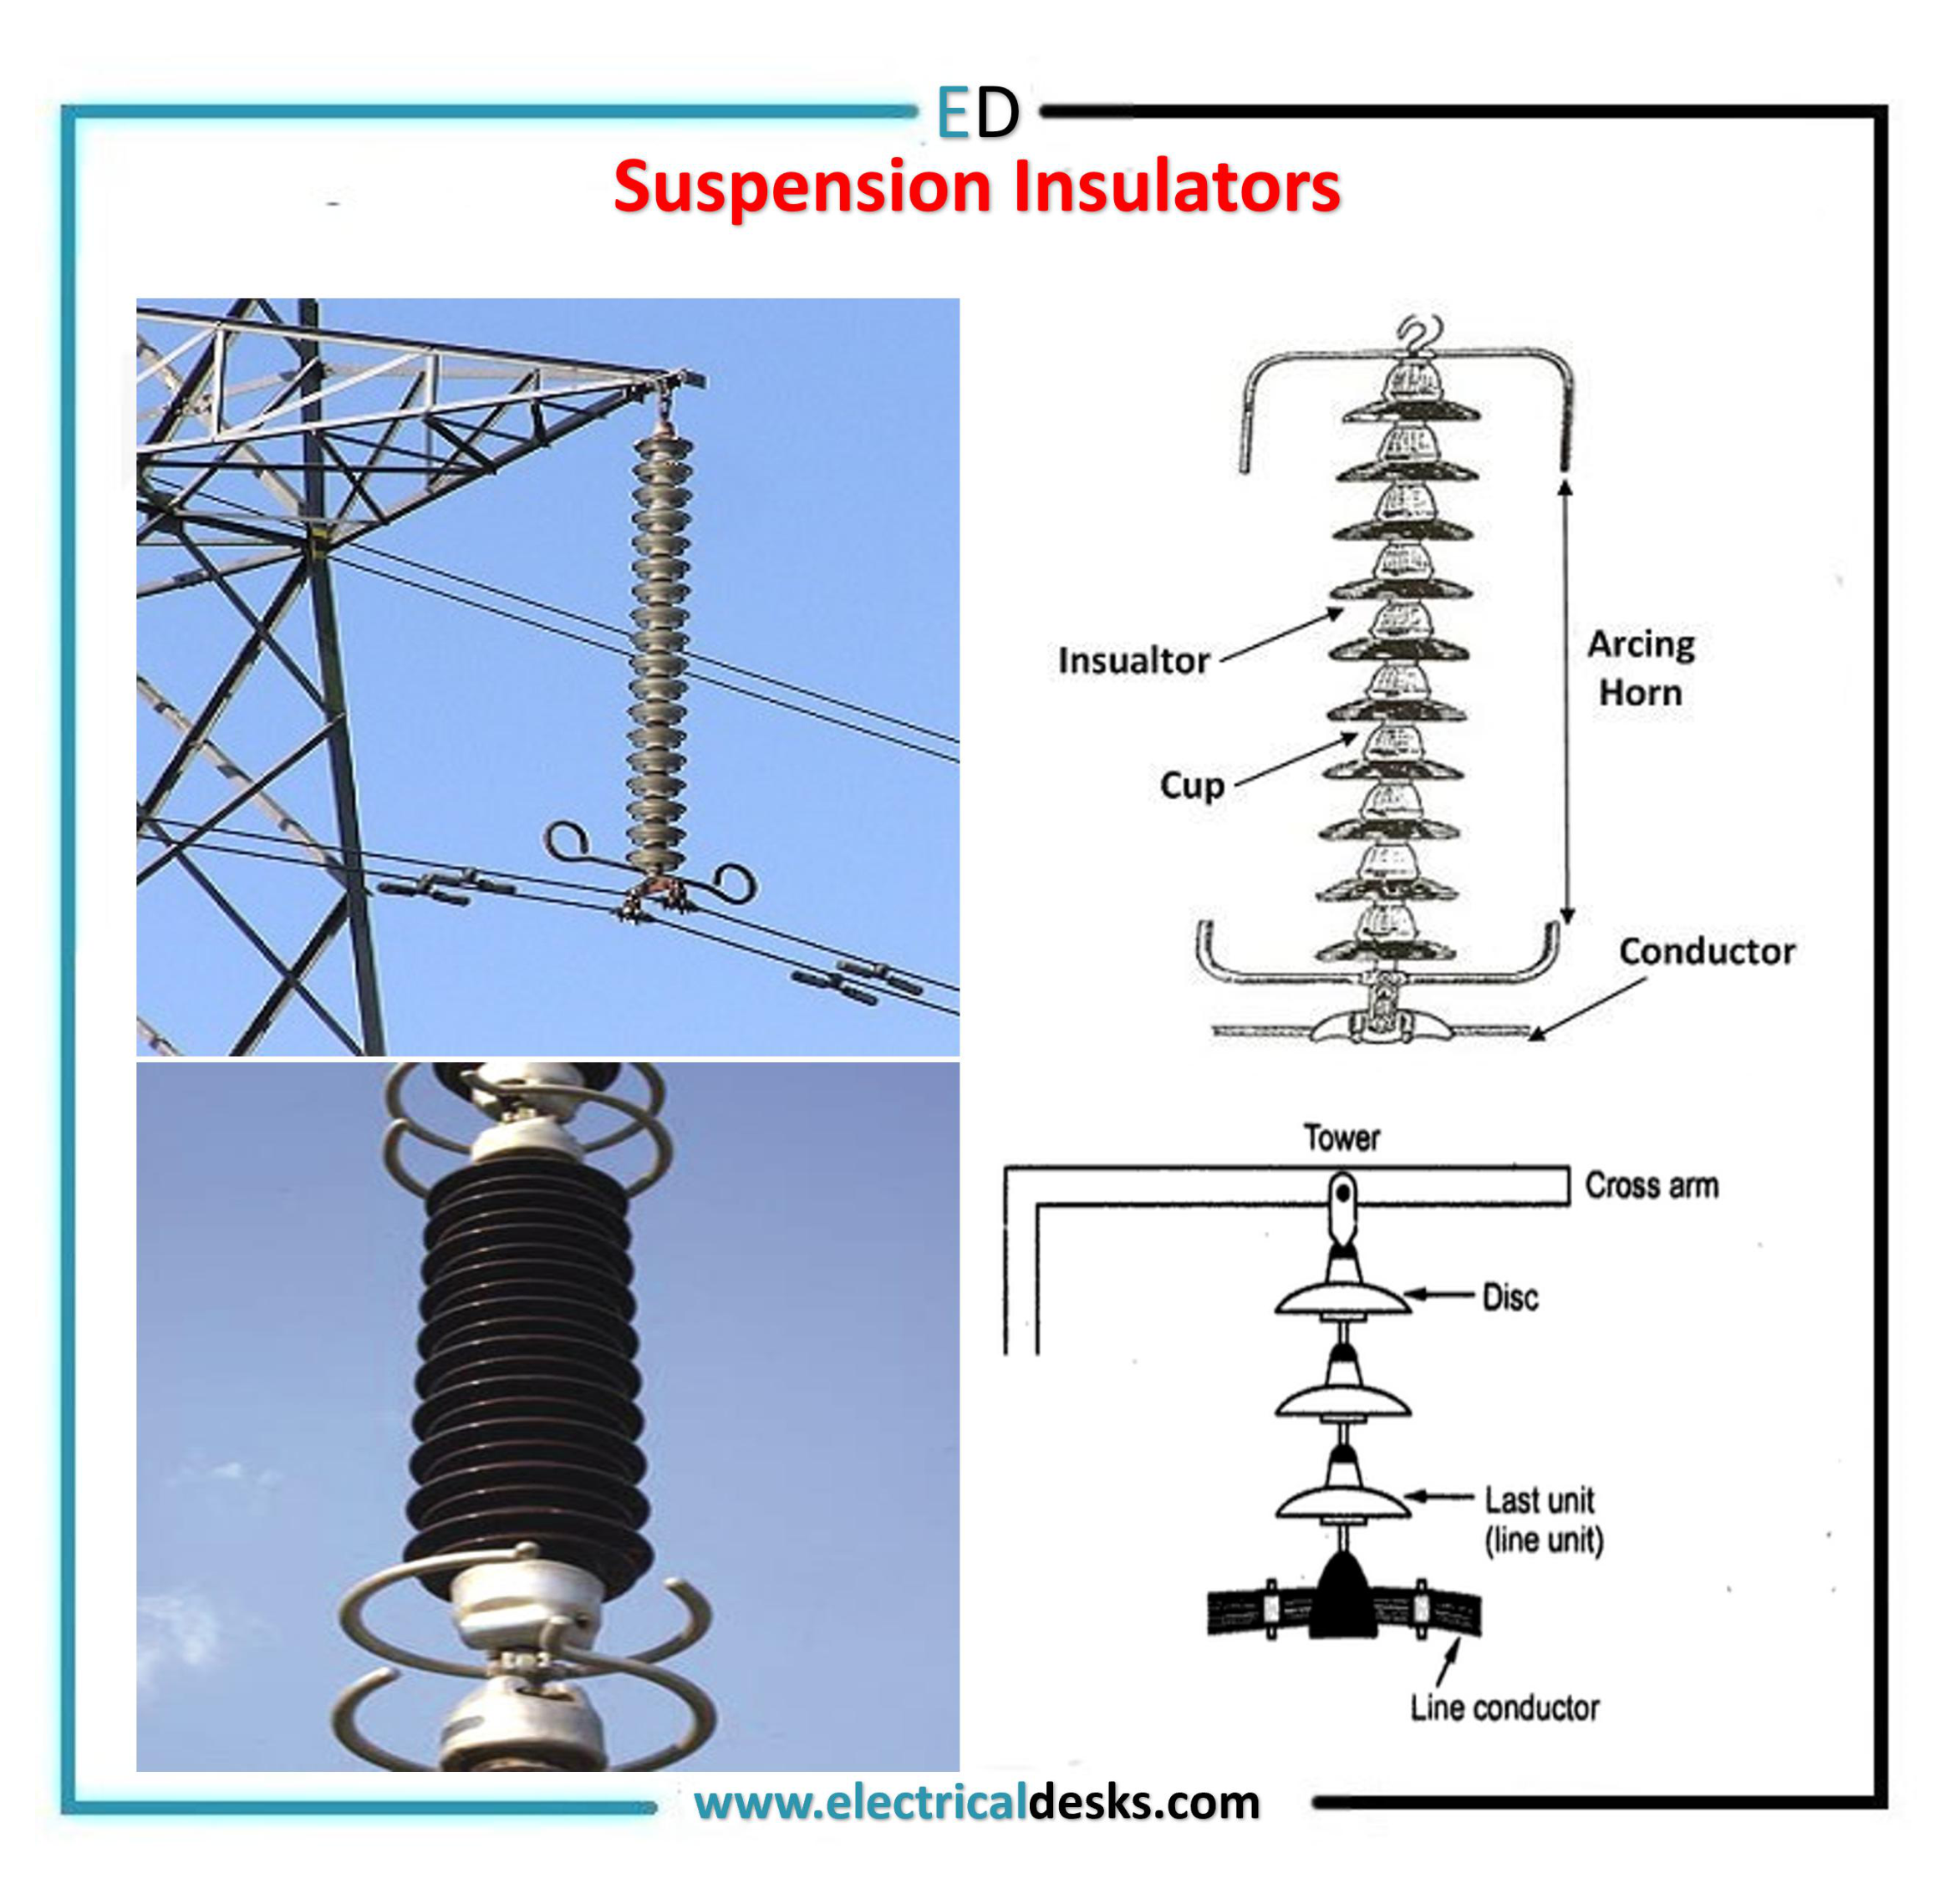 ED
Suspension Insulators
Insualtor
Cup
Arcing
Horn
Conductor
Tower
Cross arm
Disc
Last unit
(line unit)
Line conductor
www.electricaldesks.com